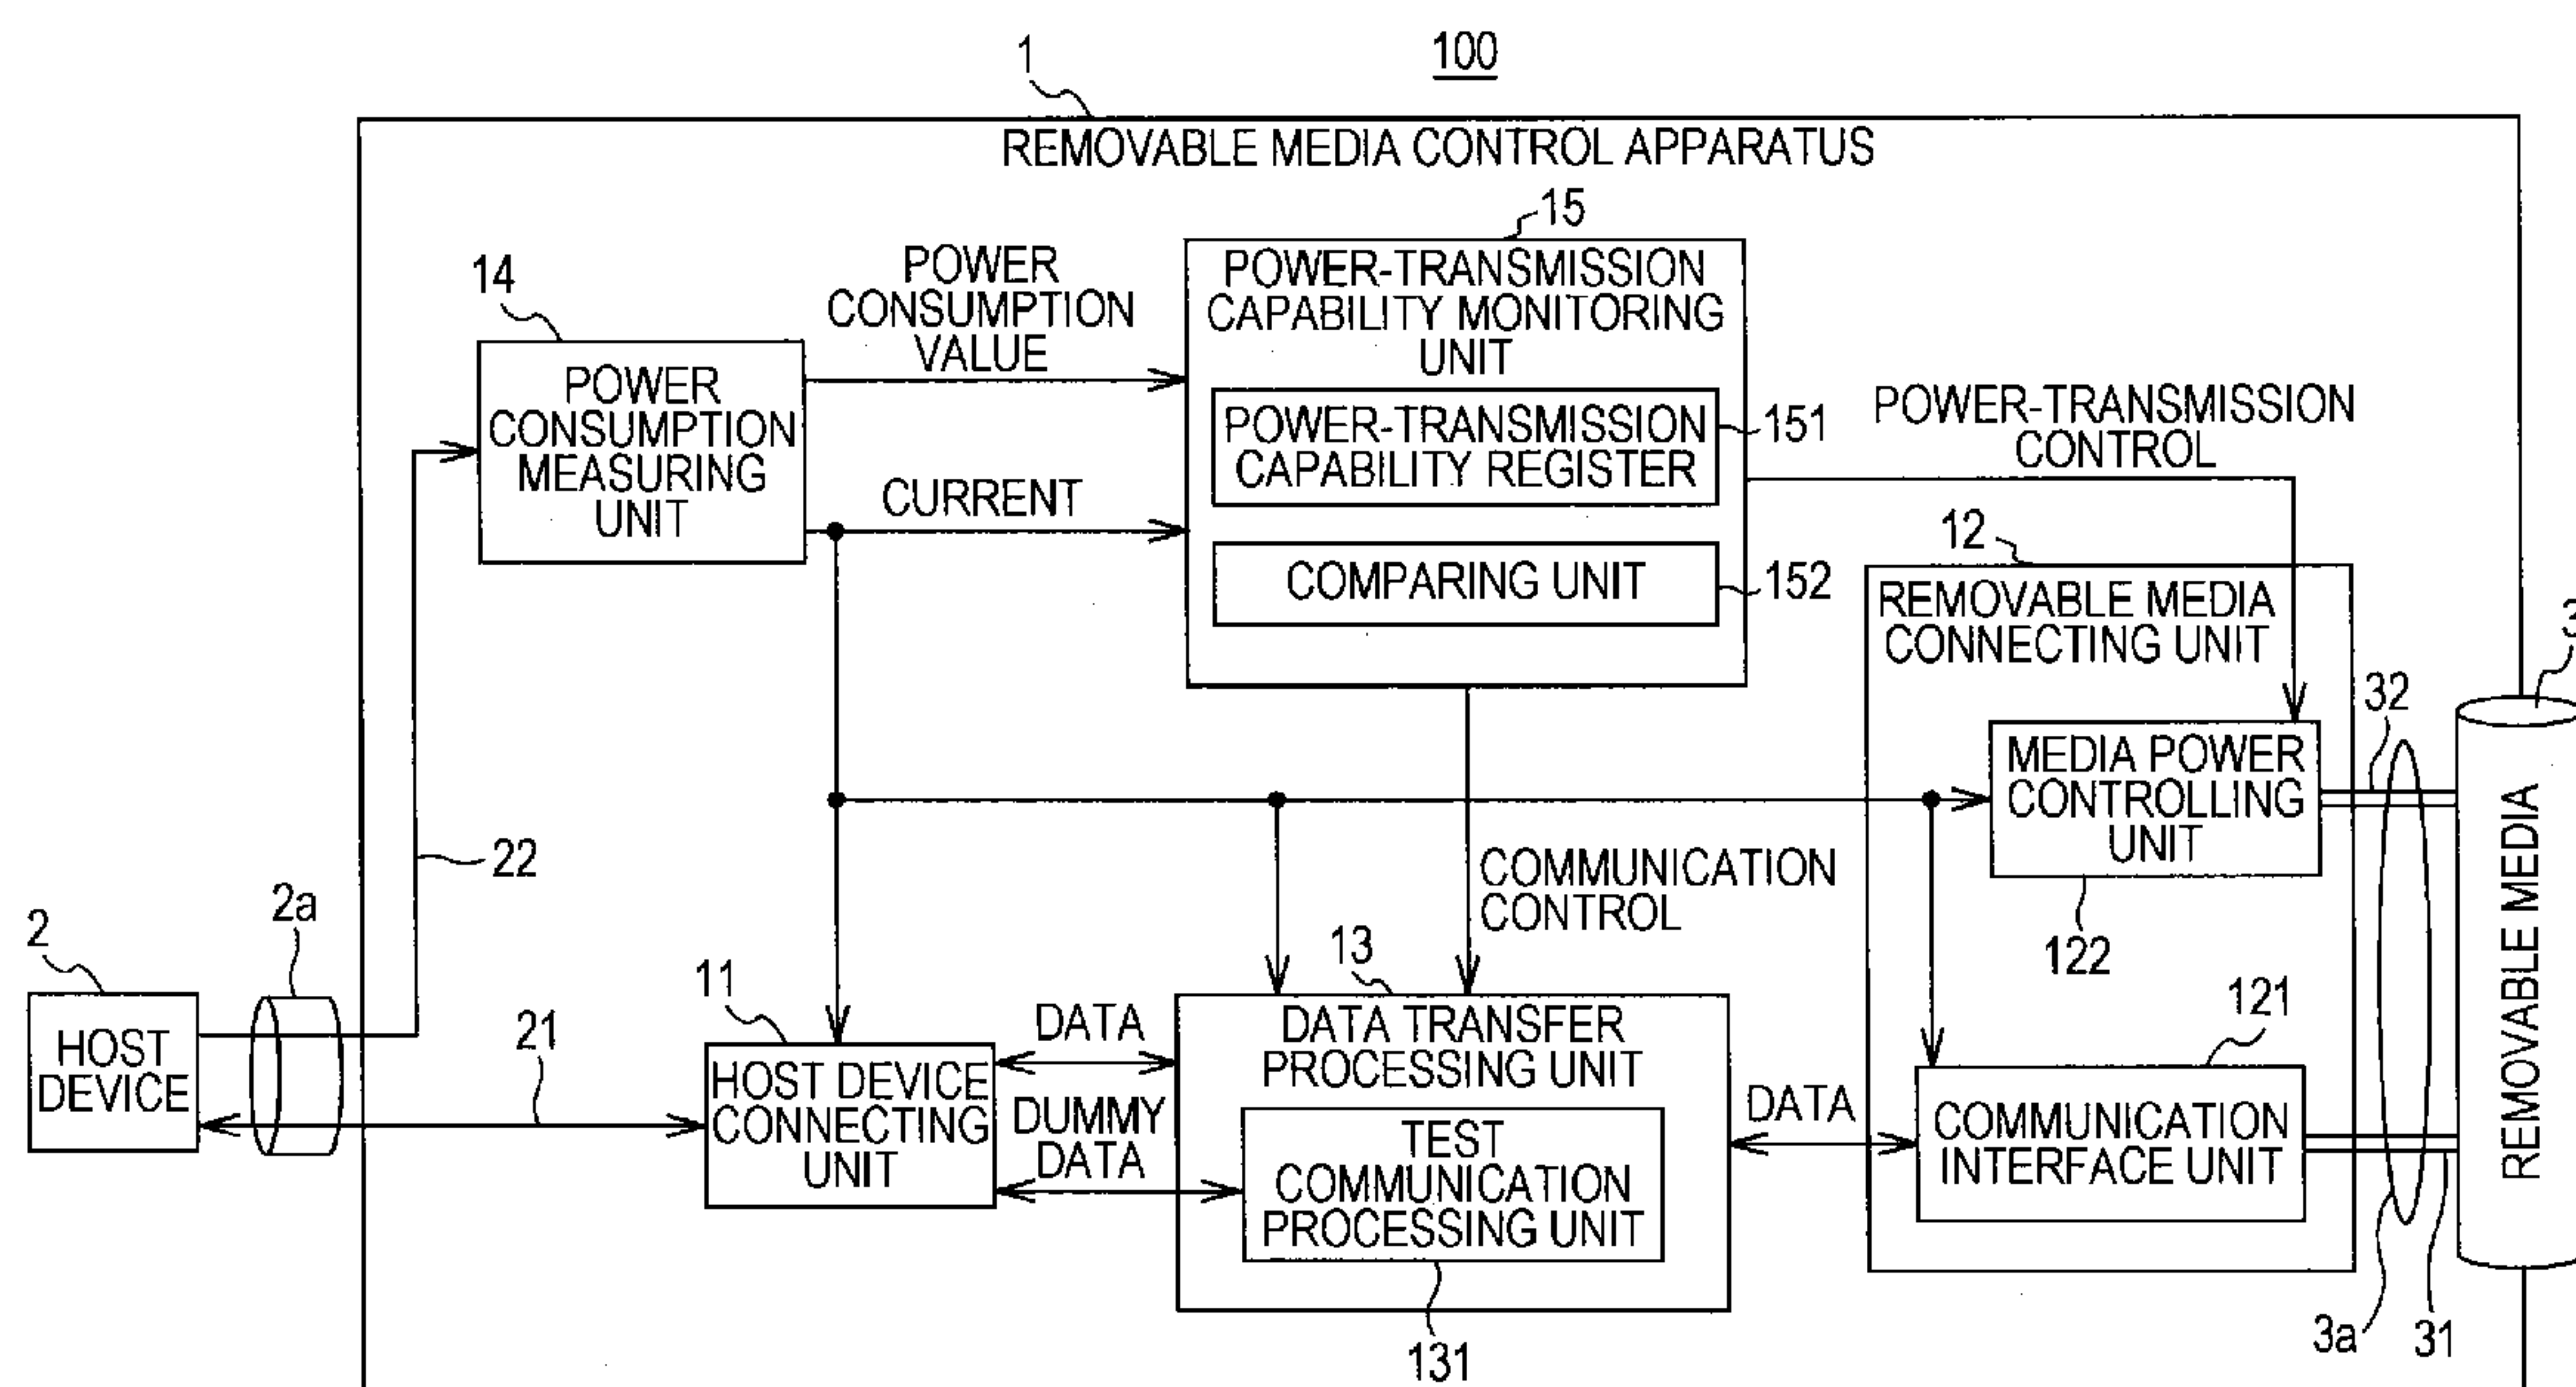 100
1
REMOVABLE MEDIA CONTROL APPARATUS
15
14
POWER
CONSUMPTION
VALUE
POWER-TRANSMISSION
CAPABILITY MONITORING
UNIT
POWER
CONSUMPTION
MEASURING
UNIT
POWER-TRANSMISSION
CAPABILITY REGISTER
151
POWER-TRANSMISSION
CONTROL
CURRENT
COMPARING UNIT
152
12
REMOVABLE MEDIA
CONNECTING UNIT
3
32
MEDIA POWER
CONTROLLING
UNIT
122
22
COMMUNICATION
CONTROL
2
2a
HOST
DEVICE
21
11
HOST DEVICE
CONNECTING
UNIT
DATA
DUMMY
DATA
13
DATA TRANSFER
PROCESSING UNIT
TEST
COMMUNICATION
PROCESSING UNIT
131
DATA
121
COMMUNICATION
INTERFACE UNIT
REMOVABLE MEDIA
3a
31